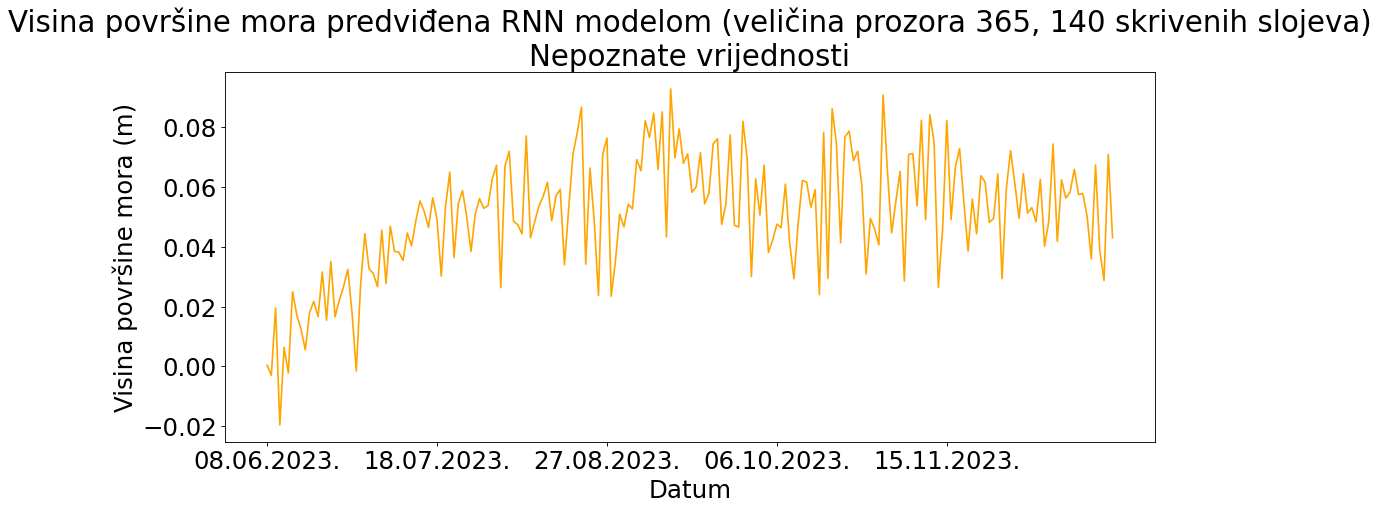 Visina površine mora predviđena RNN modelom (veličina prozora 365, 140 skrivenih slojeva)
Nepoznate vrijednosti
Visina površine mora (m)
0.08
0.06
0.04
0.02
0.00
−0.02
08.06.2023. 18.07.2023. 27.08.2023. 06.10.2023. 15.11.2023.
Datum